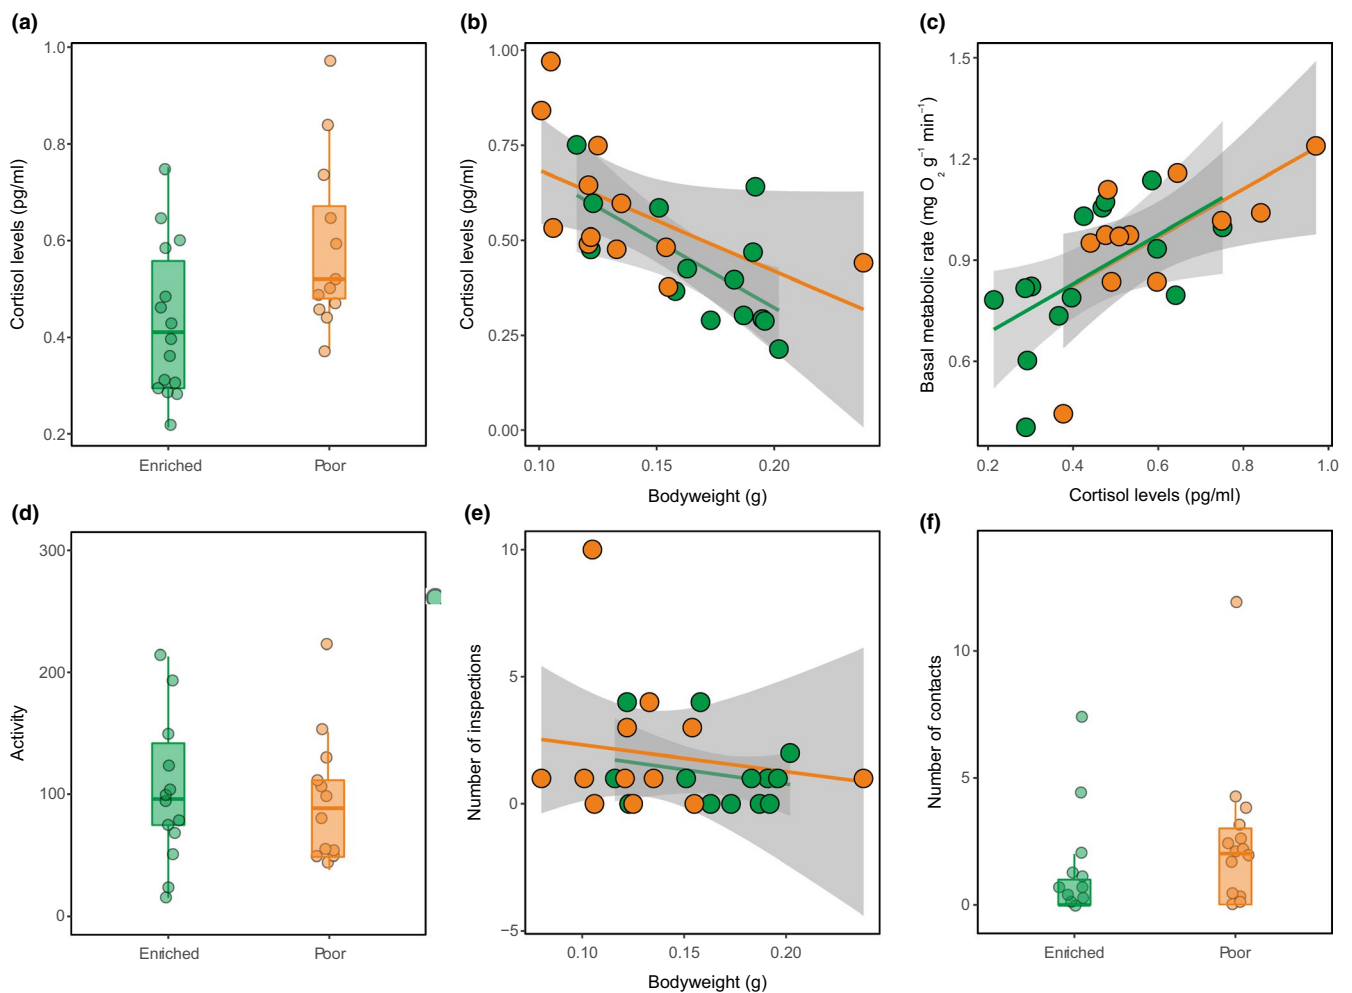 (a)
Cortisol levels (pg/ml)
1.0
0.8
0.6
0.4
0.2
Enriched Poor
(b)
Cortisol levels (pg/ml)
1.00
0.75
0.50
0.25
0.00
0.10 0.15 0.20
Bodyweight (g)
(c)
Basal metabolic rate (mg O₂ g⁻¹ min⁻¹)
1.5
1.2
0.9
0.6
0.2 0.4 0.6 0.8 1.0
Cortisol levels (pg/ml)
(d)
Activity
300
200
100
0
Enriched Poor
(e)
Number of inspections
10
5
0
−5
0.10 0.15 0.20
Bodyweight (g)
(f)
Number of contacts
10
5
0
Enriched Poor